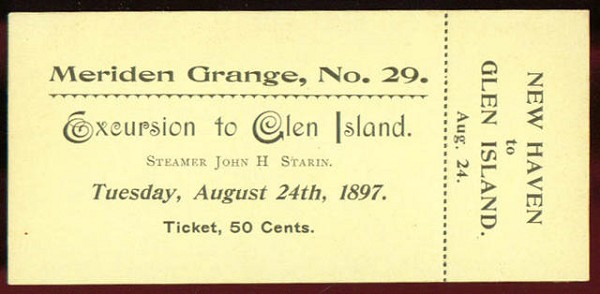 Meriden Grange, No. 29.
Excursion to Glen Island.
STEAMER JOHN H STARIN.
Tuesday, August 24th, 1897.
Ticket, 50 Cents.
NEW HAVEN
to
GLEN ISLAND.
Aug. 24.